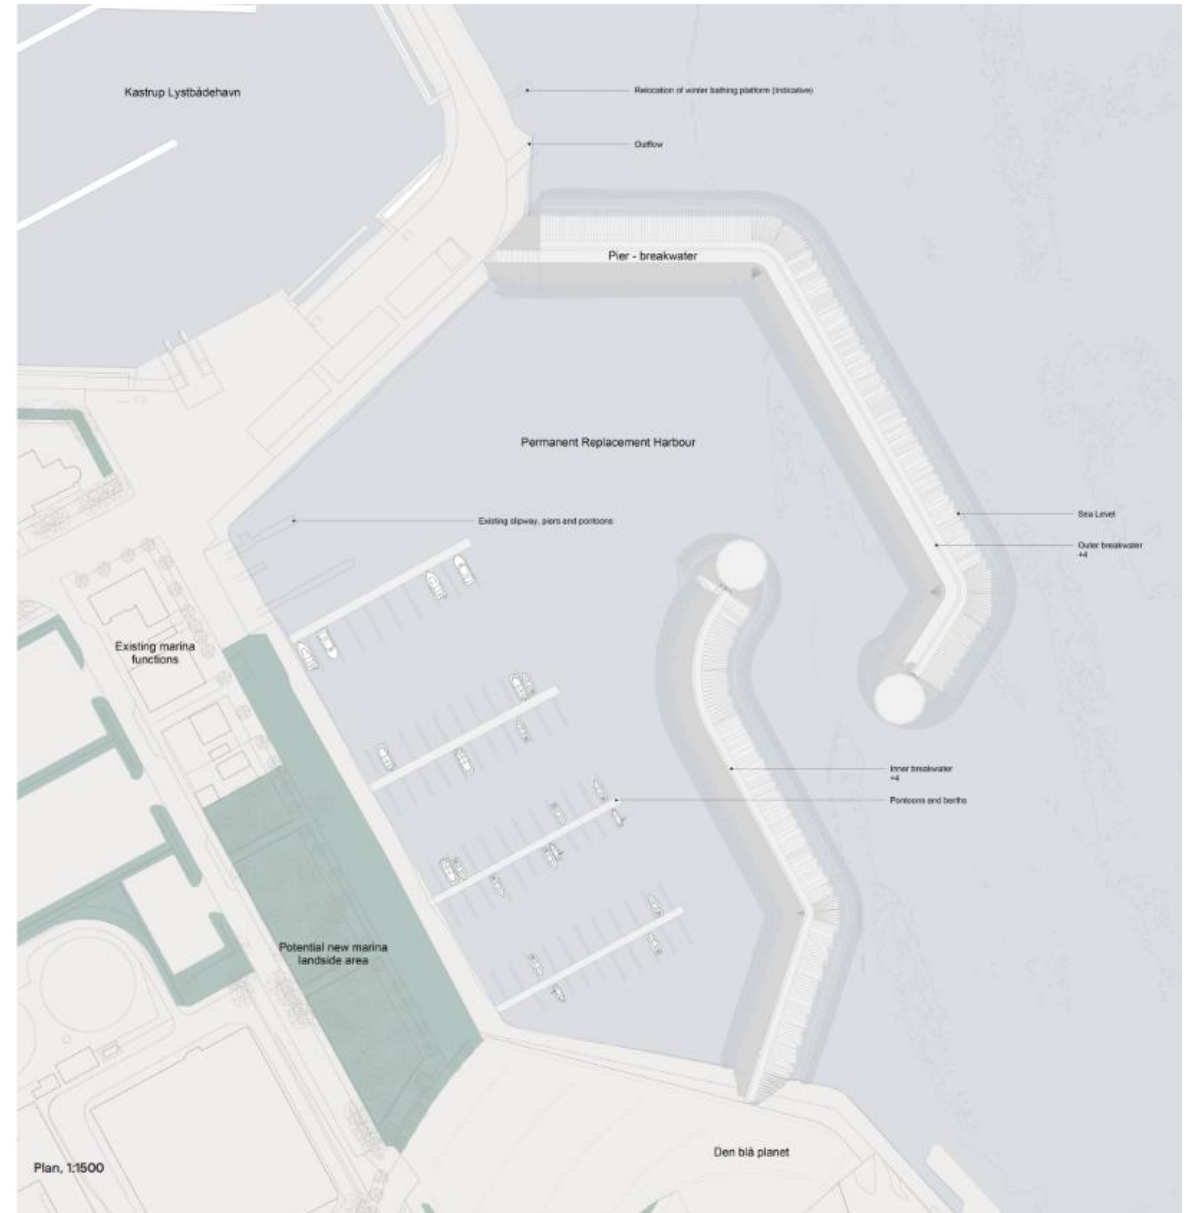 Kastrup Lystbådehavn
Relocation of winter bathing platform (Indicative)
Outflow
Pier - breakwater
Permanent Replacement Harbour
Sea Level
Existing slipway, piers and pontoons
Outer breakwater
+4
Existing marina
functions
Inner breakwater
+4
Pontoons and berths
Potential new marina
landside area
Den blå planet
Plan, 1:1500